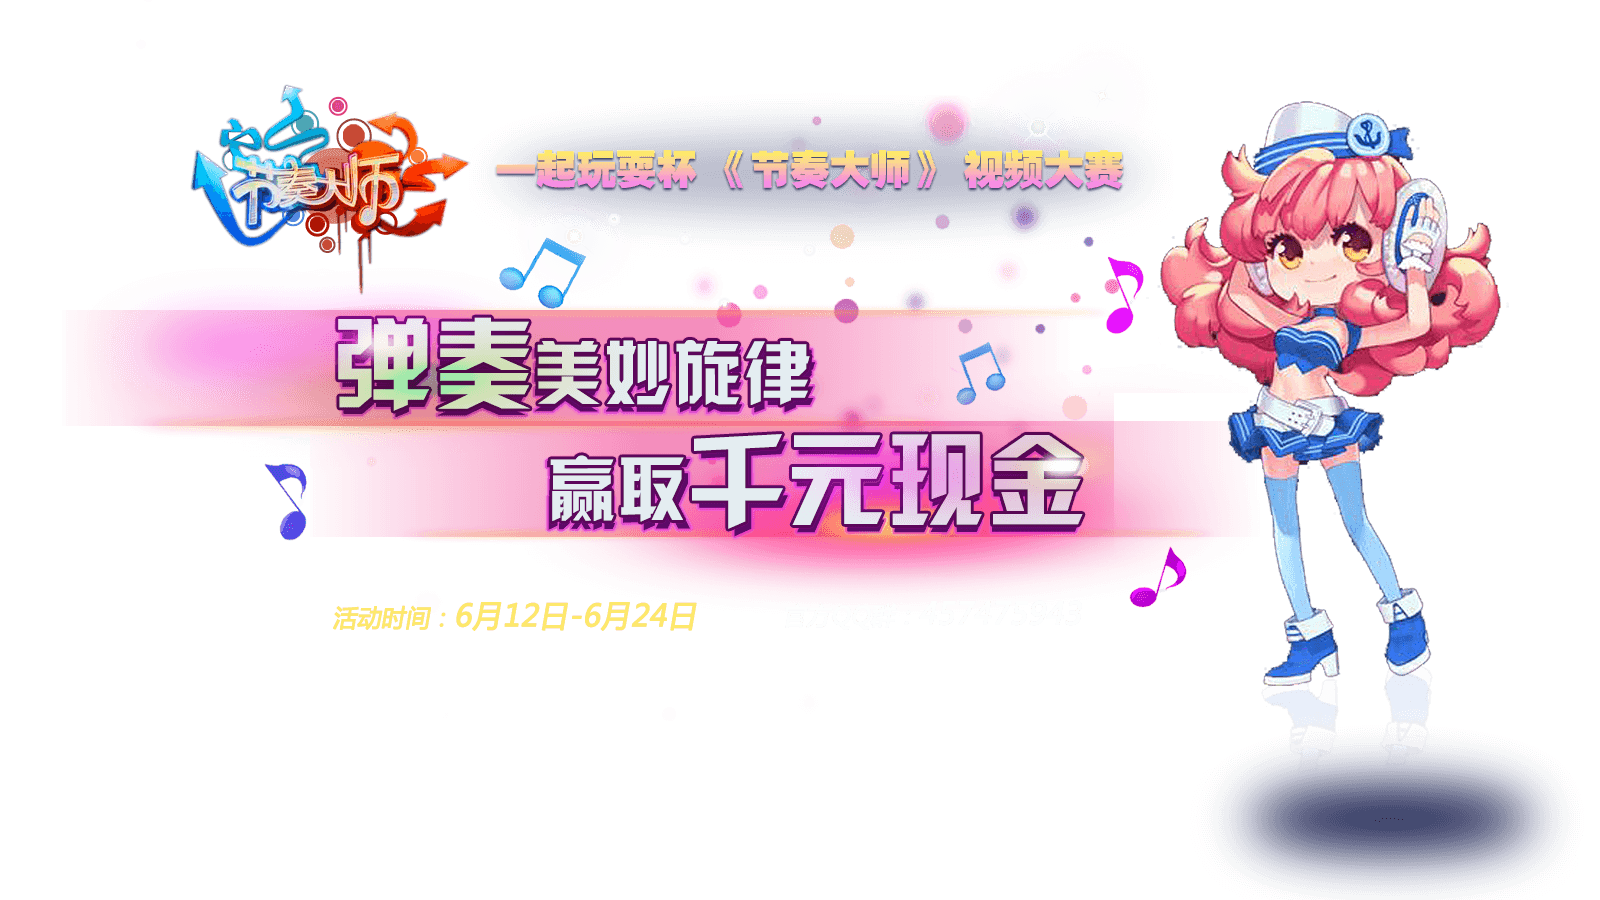 节奏大师
一起玩耍杯《节奏大师》 视频大赛
弹奏美妙旋律
赢取千元现金
活动时间：6月12日-6月24日